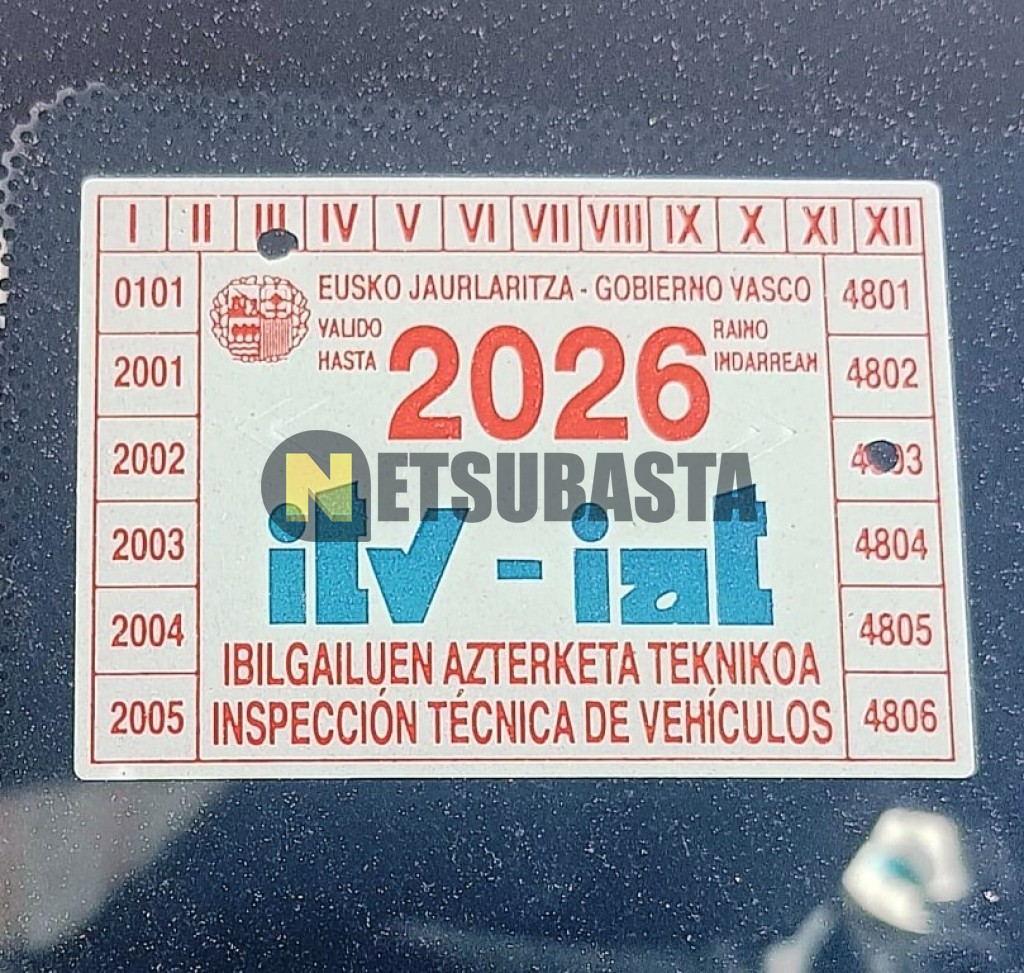 I II III IV V VI VII VIII IX X XI XII
0101 EUSKO JAURLARITZA - GOBIERNO VASCO 4801
VALIDO HASTA 2026 RAINO INDARREAN
2001 4802
NETSUBASTA
2002 4803
itv - iat
2003 4804
2004 IBILGAILUEN AZTERKETA TEKNIKOA 4805
2005 INSPECCIÓN TÉCNICA DE VEHÍCULOS 4806